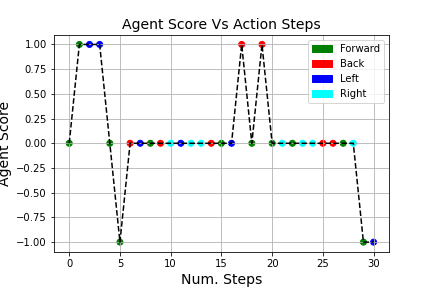 Agent Score Vs Action Steps
Agent Score
1.00
0.75
0.50
0.25
0.00
−0.25
−0.50
−0.75
−1.00
Forward
Back
Left
Right
0 5 10 15 20 25 30
Num. Steps